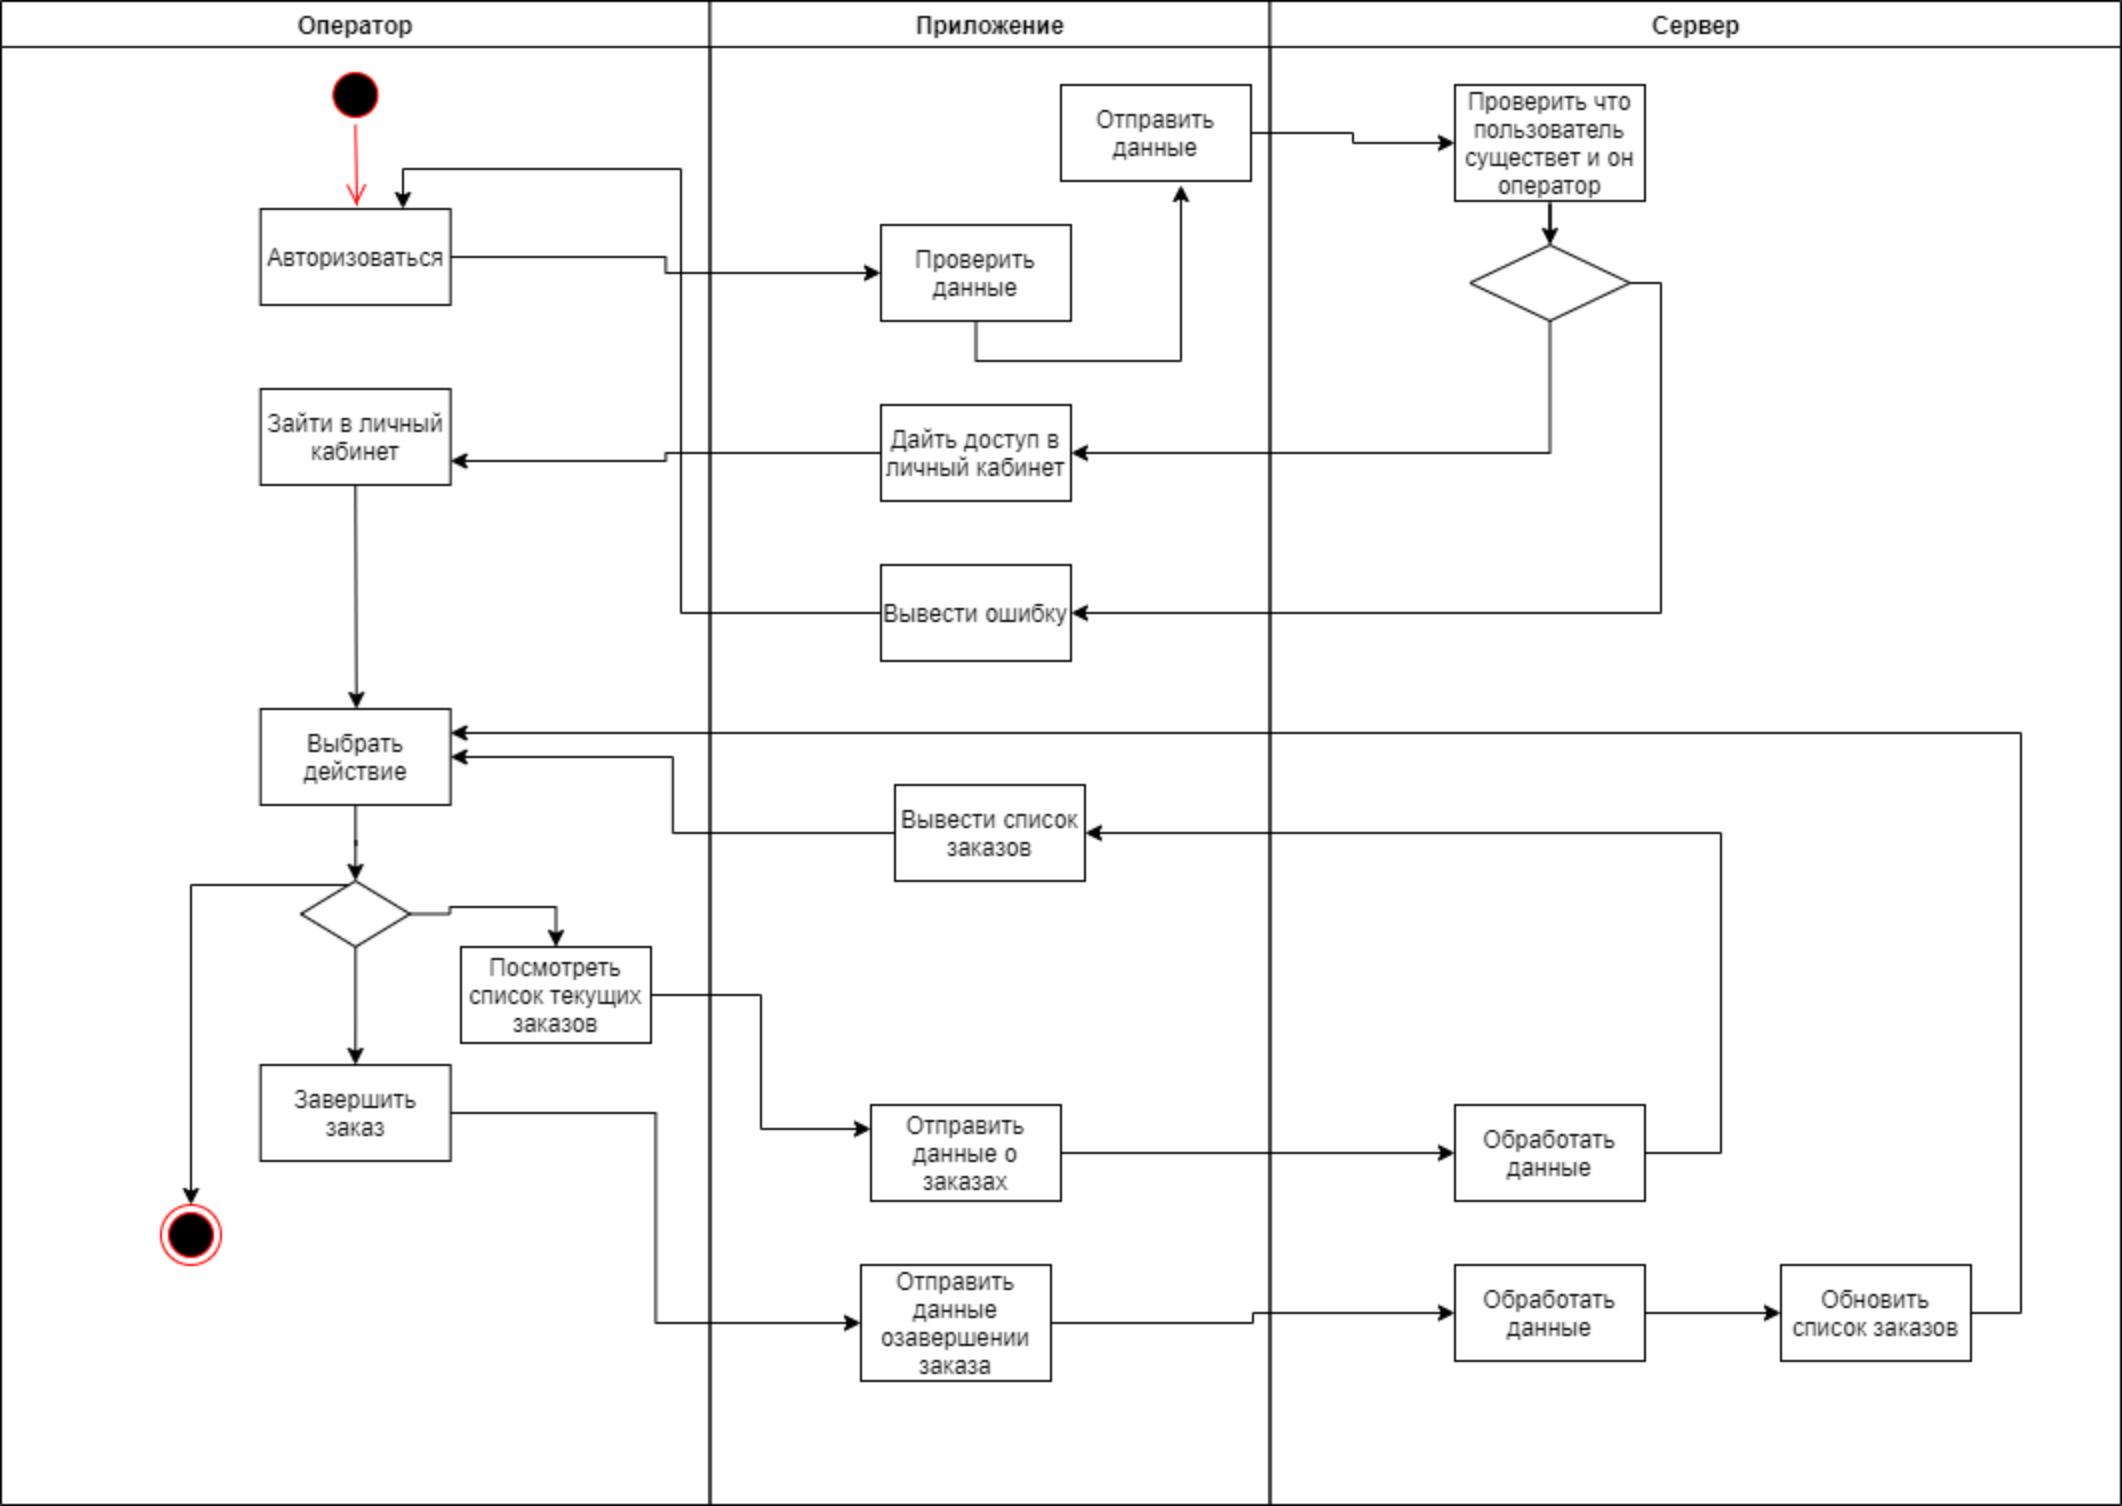 Оператор
Приложение
Сервер
Отправить
данные
Проверить что
пользователь
существет и он
оператор
Авторизоваться
Проверить
данные
Зайти в личный
кабинет
Дайть доступ в
личный кабинет
Вывести ошибку
Выбрать
действие
Вывести список
заказов
Посмотреть
список текущих
заказов
Завершить
заказ
Отправить
данные о
заказах
Обработать
данные
Отправить
данные
озавершении
заказа
Обработать
данные
Обновить
список заказов